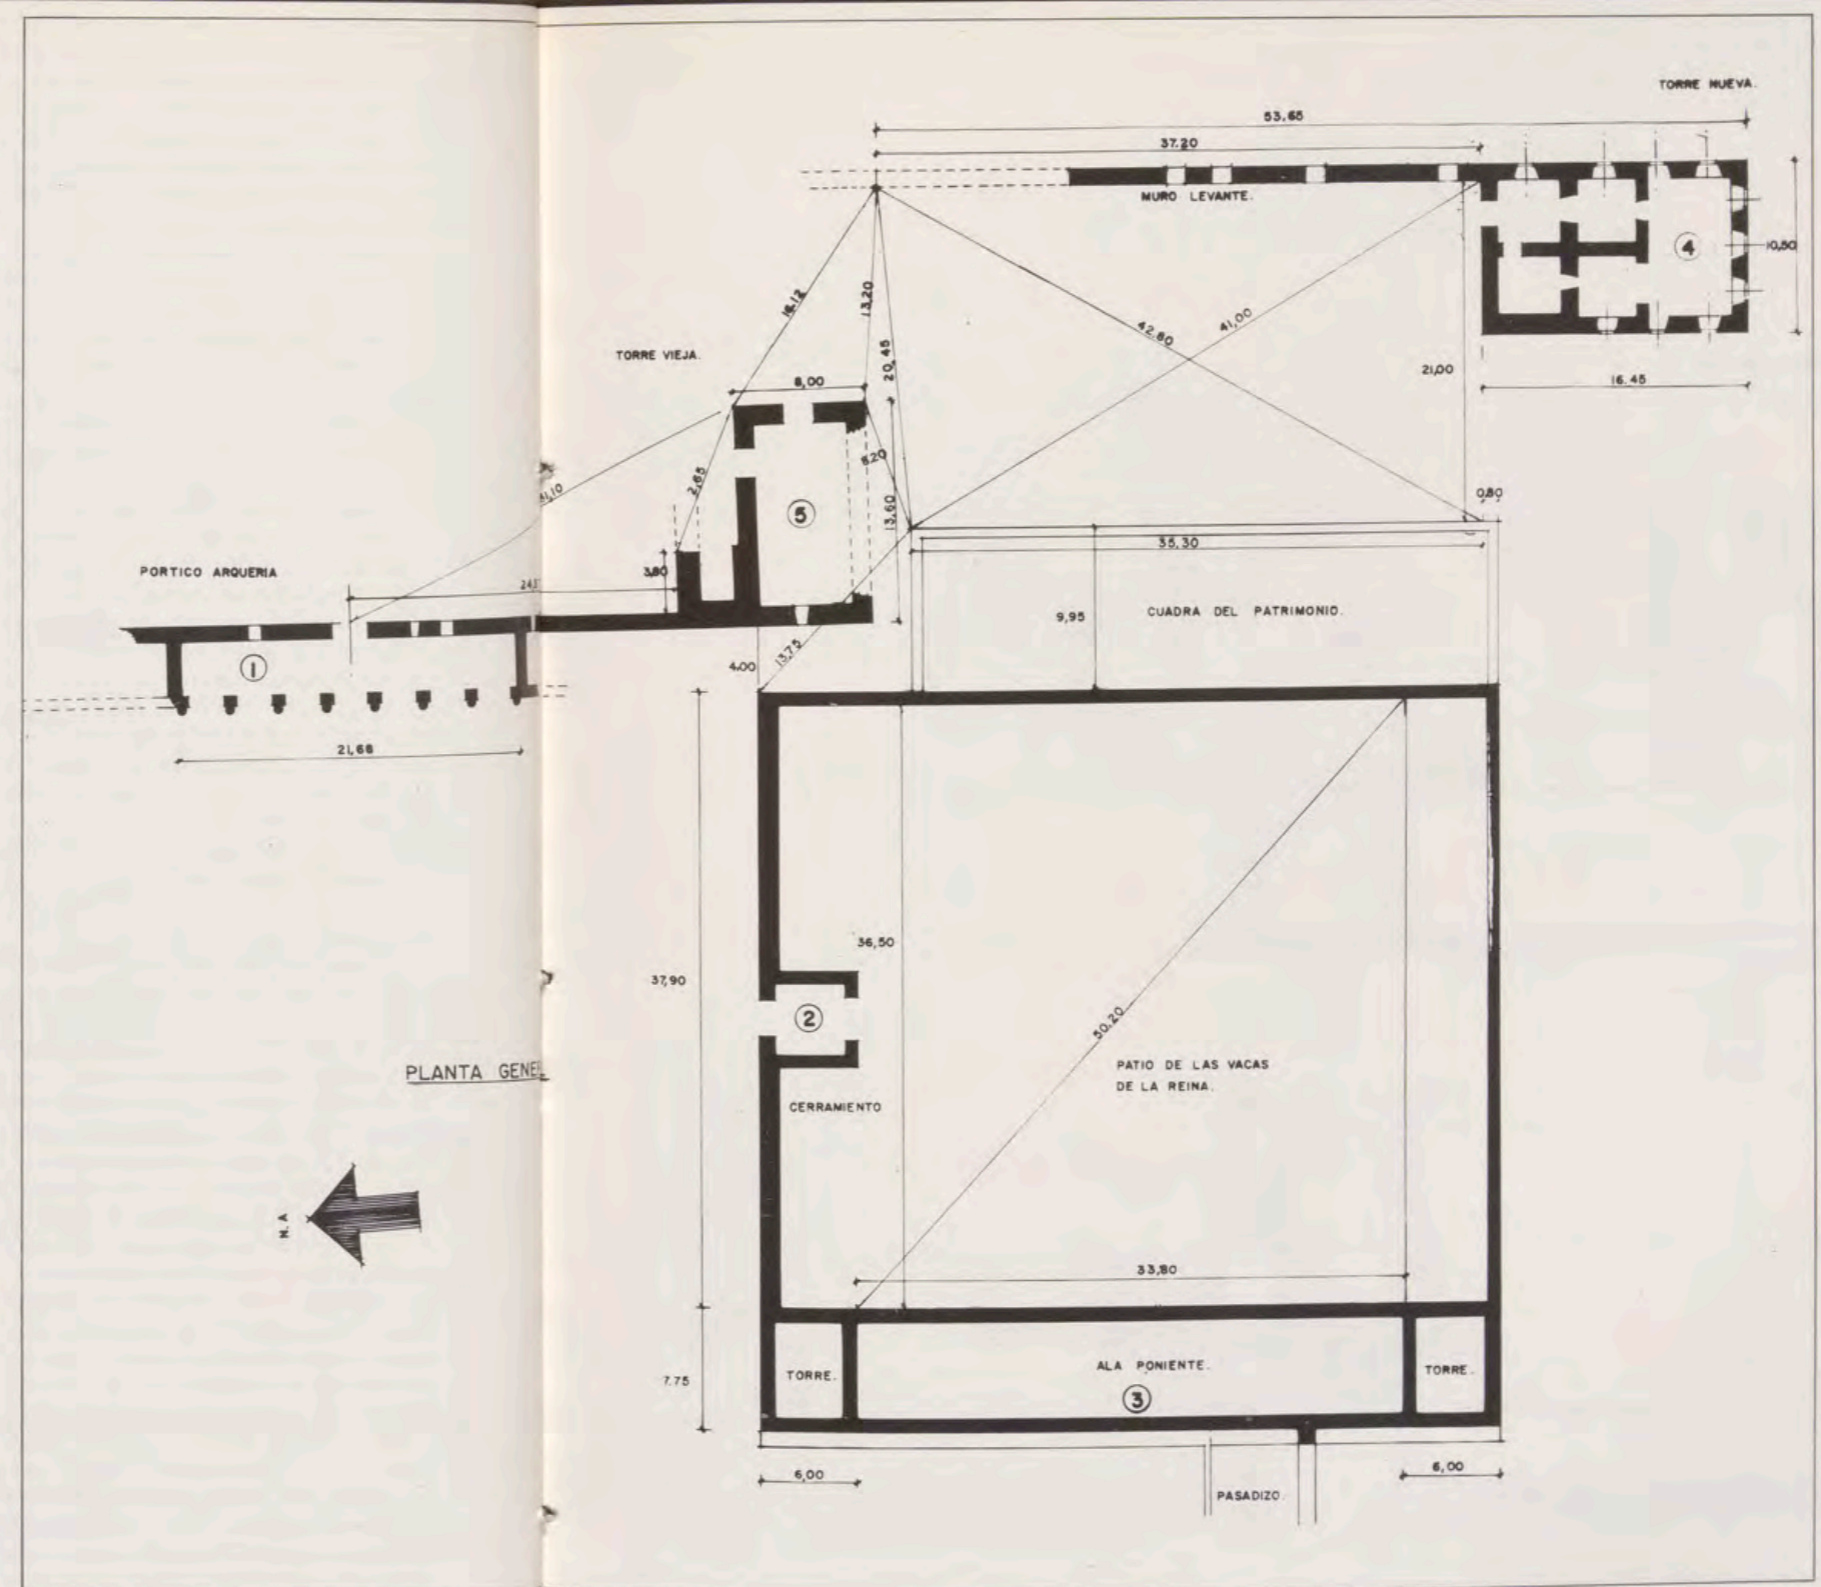 TORRE NUEVA.
53,65
37.20
MURO LEVANTE.
4
10,50
16.12
13,20
42.80
41,00
TORRE VIEJA.
20,45
21,00
16.45
8,00
2,65
8,20
5
13,60
0,80
35,30
PORTICO ARQUERIA
3,80
9,95
CUADRA DEL PATRIMONIO.
1
4.00
13,75
21,66
36,50
37,90
2
50.20
PATIO DE LAS VACAS
DE LA REINA.
PLANTA GENE
CERRAMIENTO
N.A
33,80
7.75
TORRE.
ALA PONIENTE.
3
TORRE.
6,00
6,00
PASADIZO.